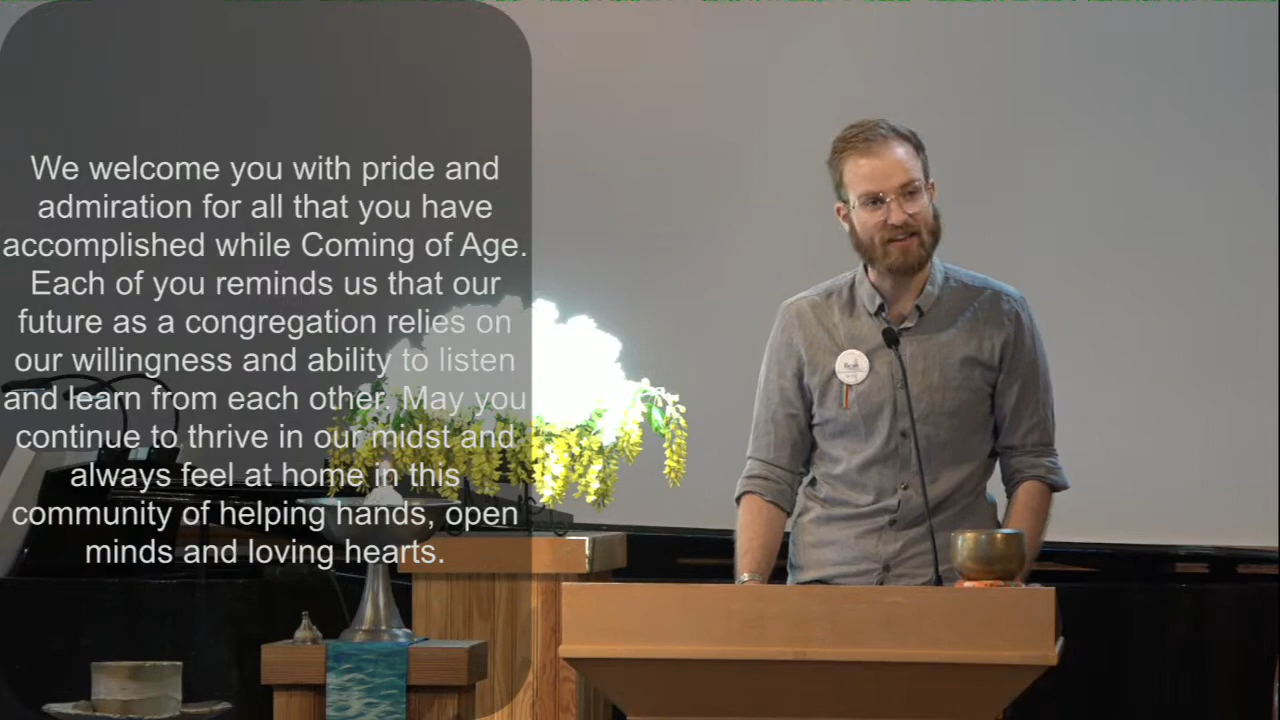 We welcome you with pride and
admiration for all that you have
accomplished while Coming of Age.
Each of you reminds us that our
future as a congregation relies on
our willingness and ability to listen
and learn from each other. May you
continue to thrive in our midst and
always feel at home in this
community of helping hands, open
minds and loving hearts.